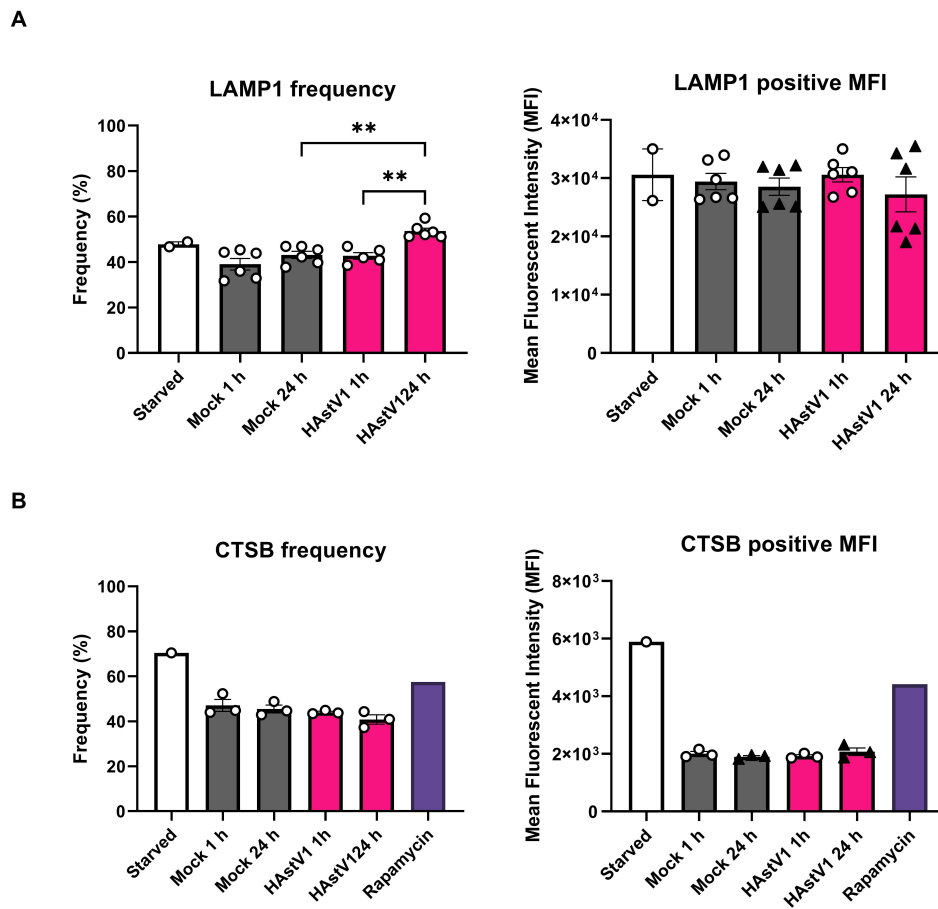 A
LAMP1 frequency
Frequency (%)
100
80
60
40
20
0
**
**
Starved
Mock 1 h
Mock 24 h
HAstV1 1h
HAstV124 h
LAMP1 positive MFI
Mean Fluorescent Intensity (MFI)
4×10⁴
3×10⁴
2×10⁴
1×10⁴
0
Starved
Mock 1 h
Mock 24 h
HAstV1 1h
HAstV1 24 h
B
CTSB frequency
Frequency (%)
100
80
60
40
20
0
Starved
Mock 1 h
Mock 24 h
HAstV1 1h
HAstV124 h
Rapamycin
CTSB positive MFI
Mean Fluorescent Intensity (MFI)
8×10³
6×10³
4×10³
2×10³
0
Starved
Mock 1 h
Mock 24 h
HAstV1 1h
HAstV1 24 h
Rapamycin